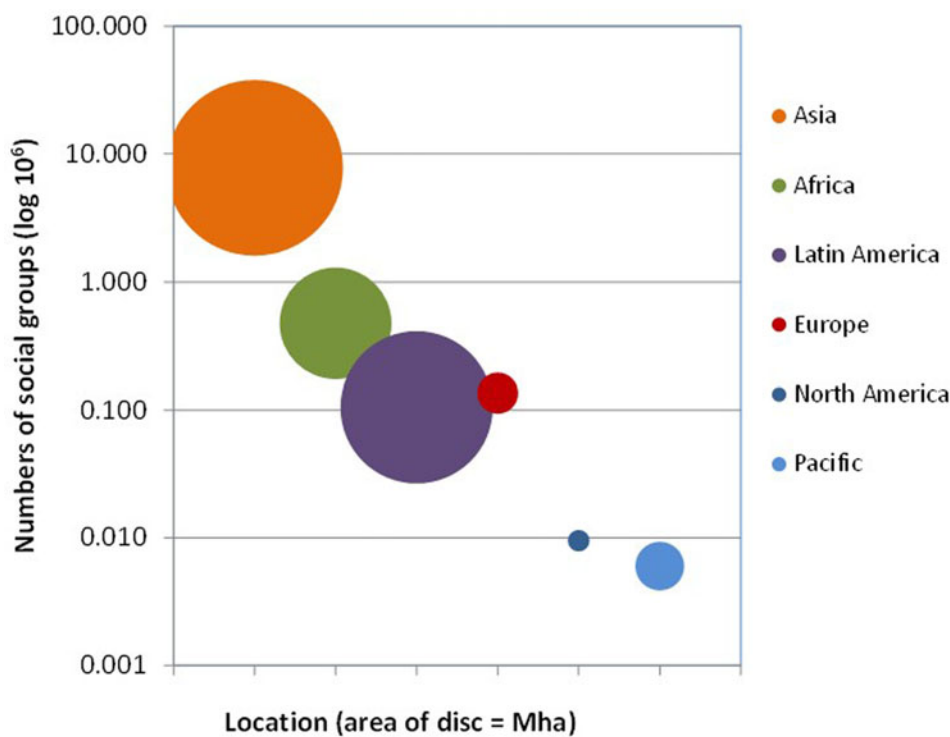 100.000
10.000
1.000
0.100
0.010
0.001
Numbers of social groups (log 10⁶)
Location (area of disc = Mha)
Asia
Africa
Latin America
Europe
North America
Pacific